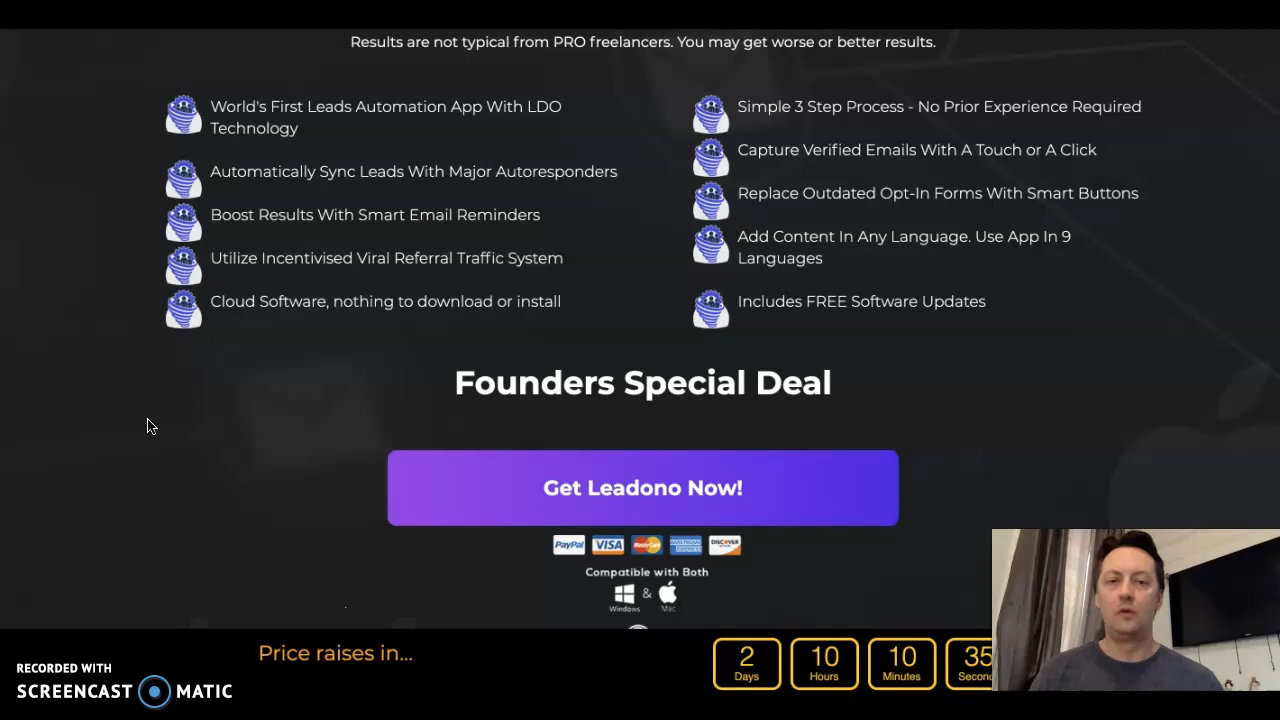 Results are not typical from PRO freelancers. You may get worse or better results.
World's First Leads Automation App With LDO
Technology
Automatically Sync Leads With Major Autoresponders
Boost Results With Smart Email Reminders
Utilize Incentivised Viral Referral Traffic System
Cloud Software, nothing to download or install
Simple 3 Step Process - No Prior Experience Required
Capture Verified Emails With A Touch or A Click
Replace Outdated Opt-In Forms With Smart Buttons
Add Content In Any Language. Use App In 9
Languages
Includes FREE Software Updates
Founders Special Deal
Get Leadono Now!
PayPal VISA MasterCard AMERICAN EXPRESS DISCOVER
Compatible with Both
Windows & Mac
Price raises in...
2 10 10 35
Days Hours Minutes Secon
RECORDED WITH
SCREENCAST MATIC